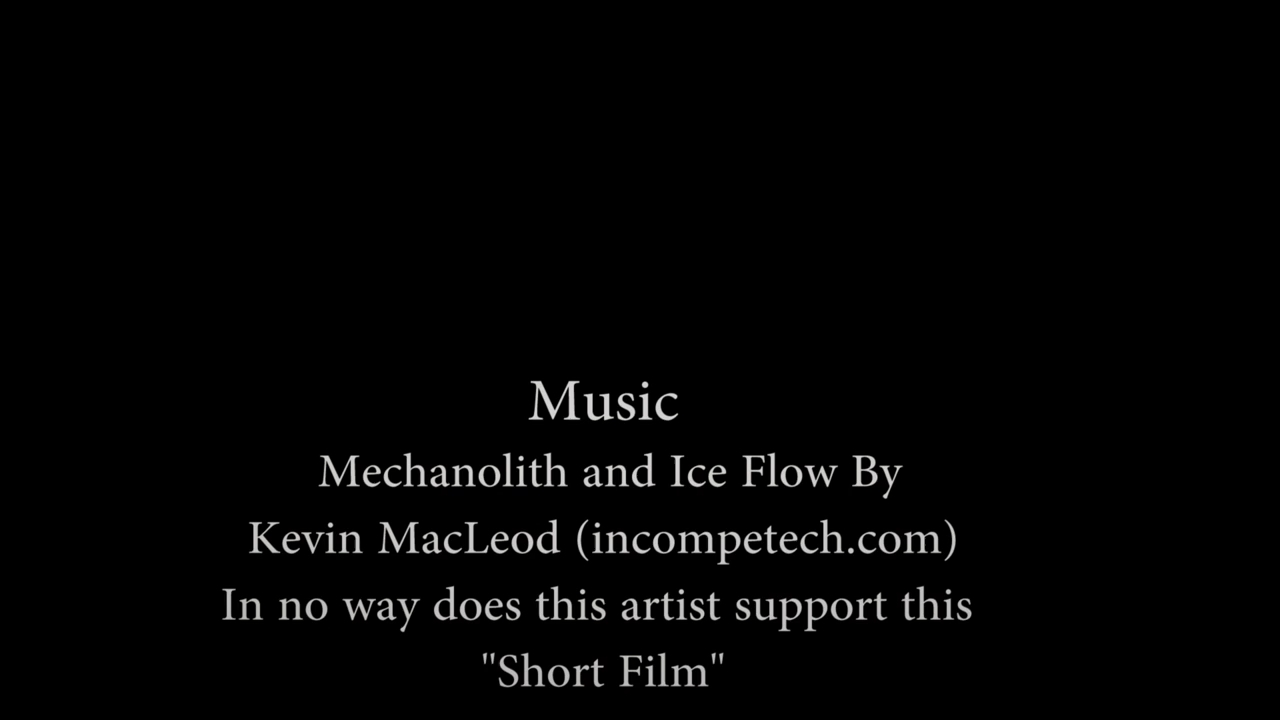 Music
Mechanolith and Ice Flow By
Kevin MacLeod (incompetech.com)
In no way does this artist support this
"Short Film"